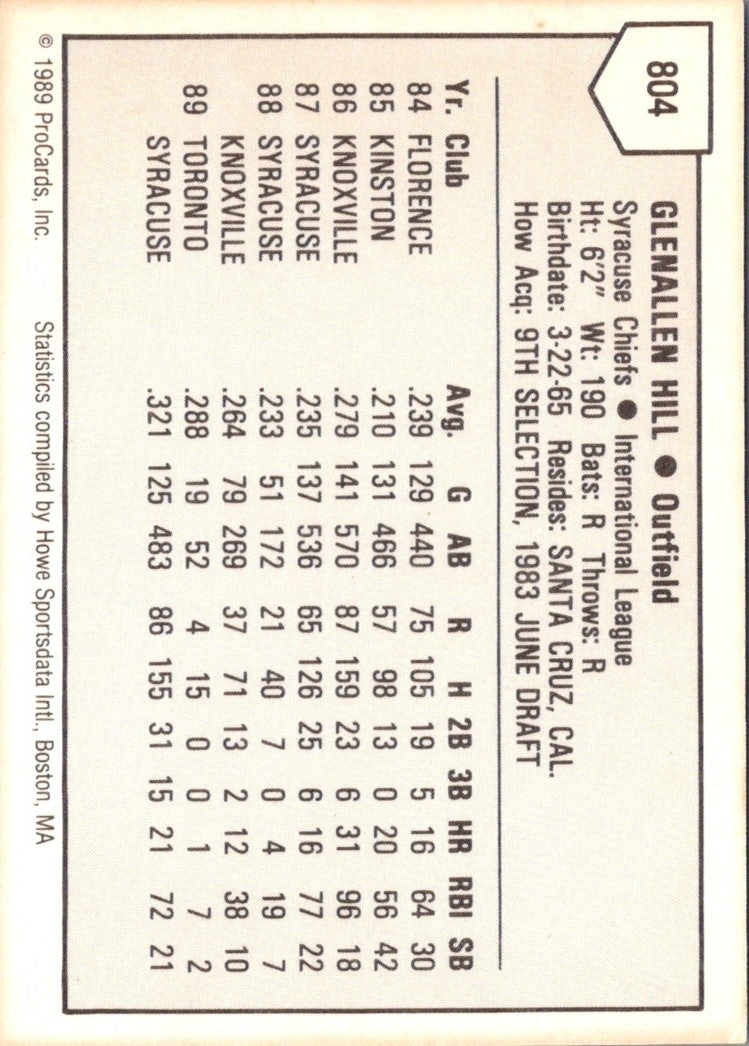 804
GLENALLEN HILL ● Outfield
Syracuse Chiefs ● International League
Ht: 6'2" Wt: 190 Bats: R Throws: R
Birthdate: 3-22-65 Resides: SANTA CRUZ, CAL.
How Acq: 9TH SELECTION, 1983 JUNE DRAFT
Yr. Club Avg. G AB R H 2B 3B HR RBI SB
84 FLORENCE .239 129 440 75 105 19 5 16 64 30
85 KINSTON .210 131 466 57 98 13 0 20 56 42
86 KNOXVILLE .279 141 570 87 159 23 6 31 96 18
87 SYRACUSE .235 137 536 65 126 25 6 16 77 22
88 SYRACUSE .233 51 172 21 40 7 0 4 19 7
KNOXVILLE .264 79 269 37 71 13 2 12 38 10
89 TORONTO .288 19 52 4 15 0 0 1 7 2
SYRACUSE .321 125 483 86 155 31 15 21 72 21
© 1989 ProCards, Inc. Statistics compiled by Howe Sportsdata Intl., Boston, MA